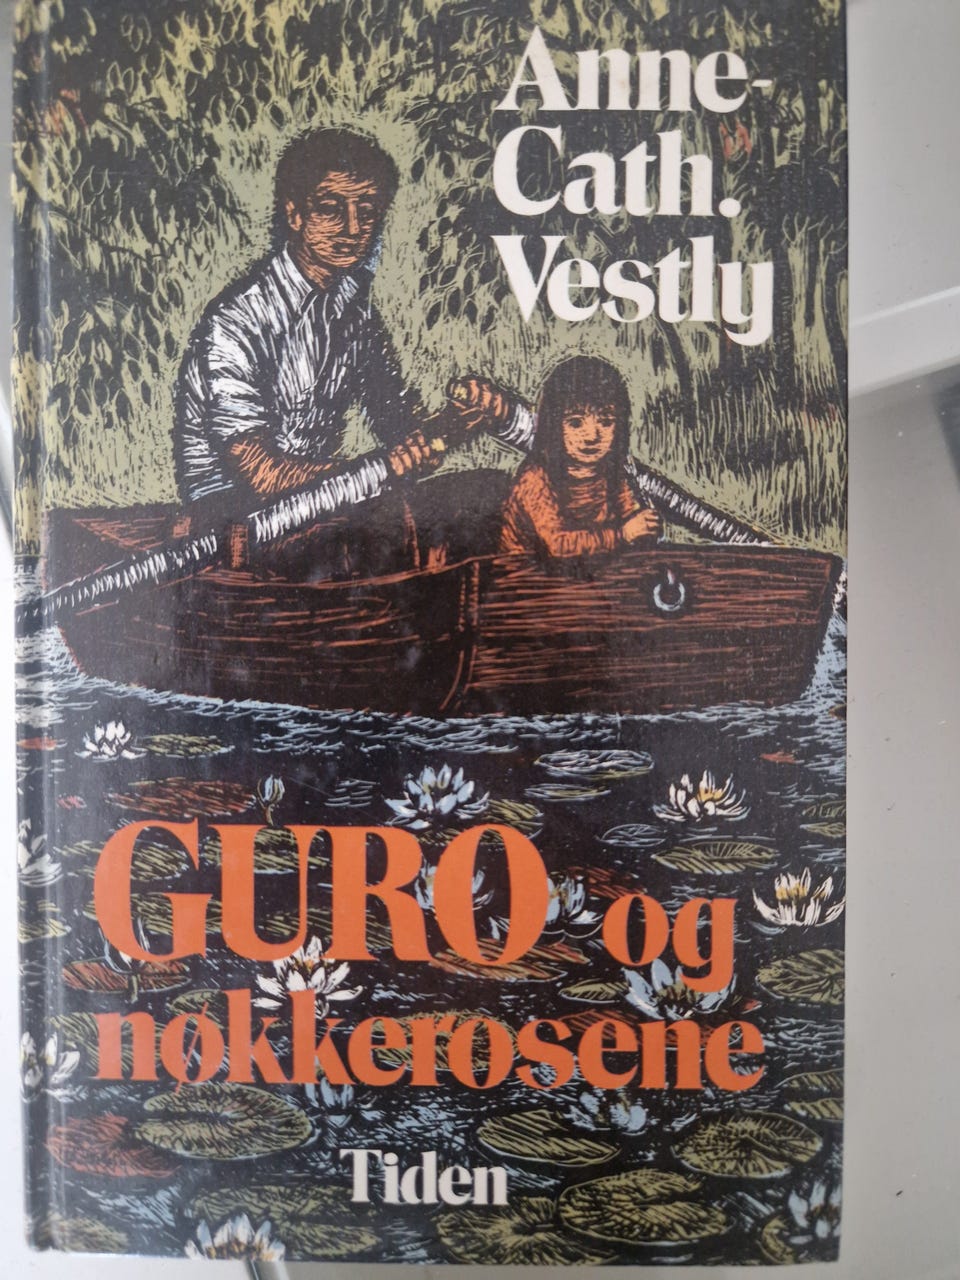 Anne-
Cath.
Vestly
GURO og
nøkkerosene
Tiden